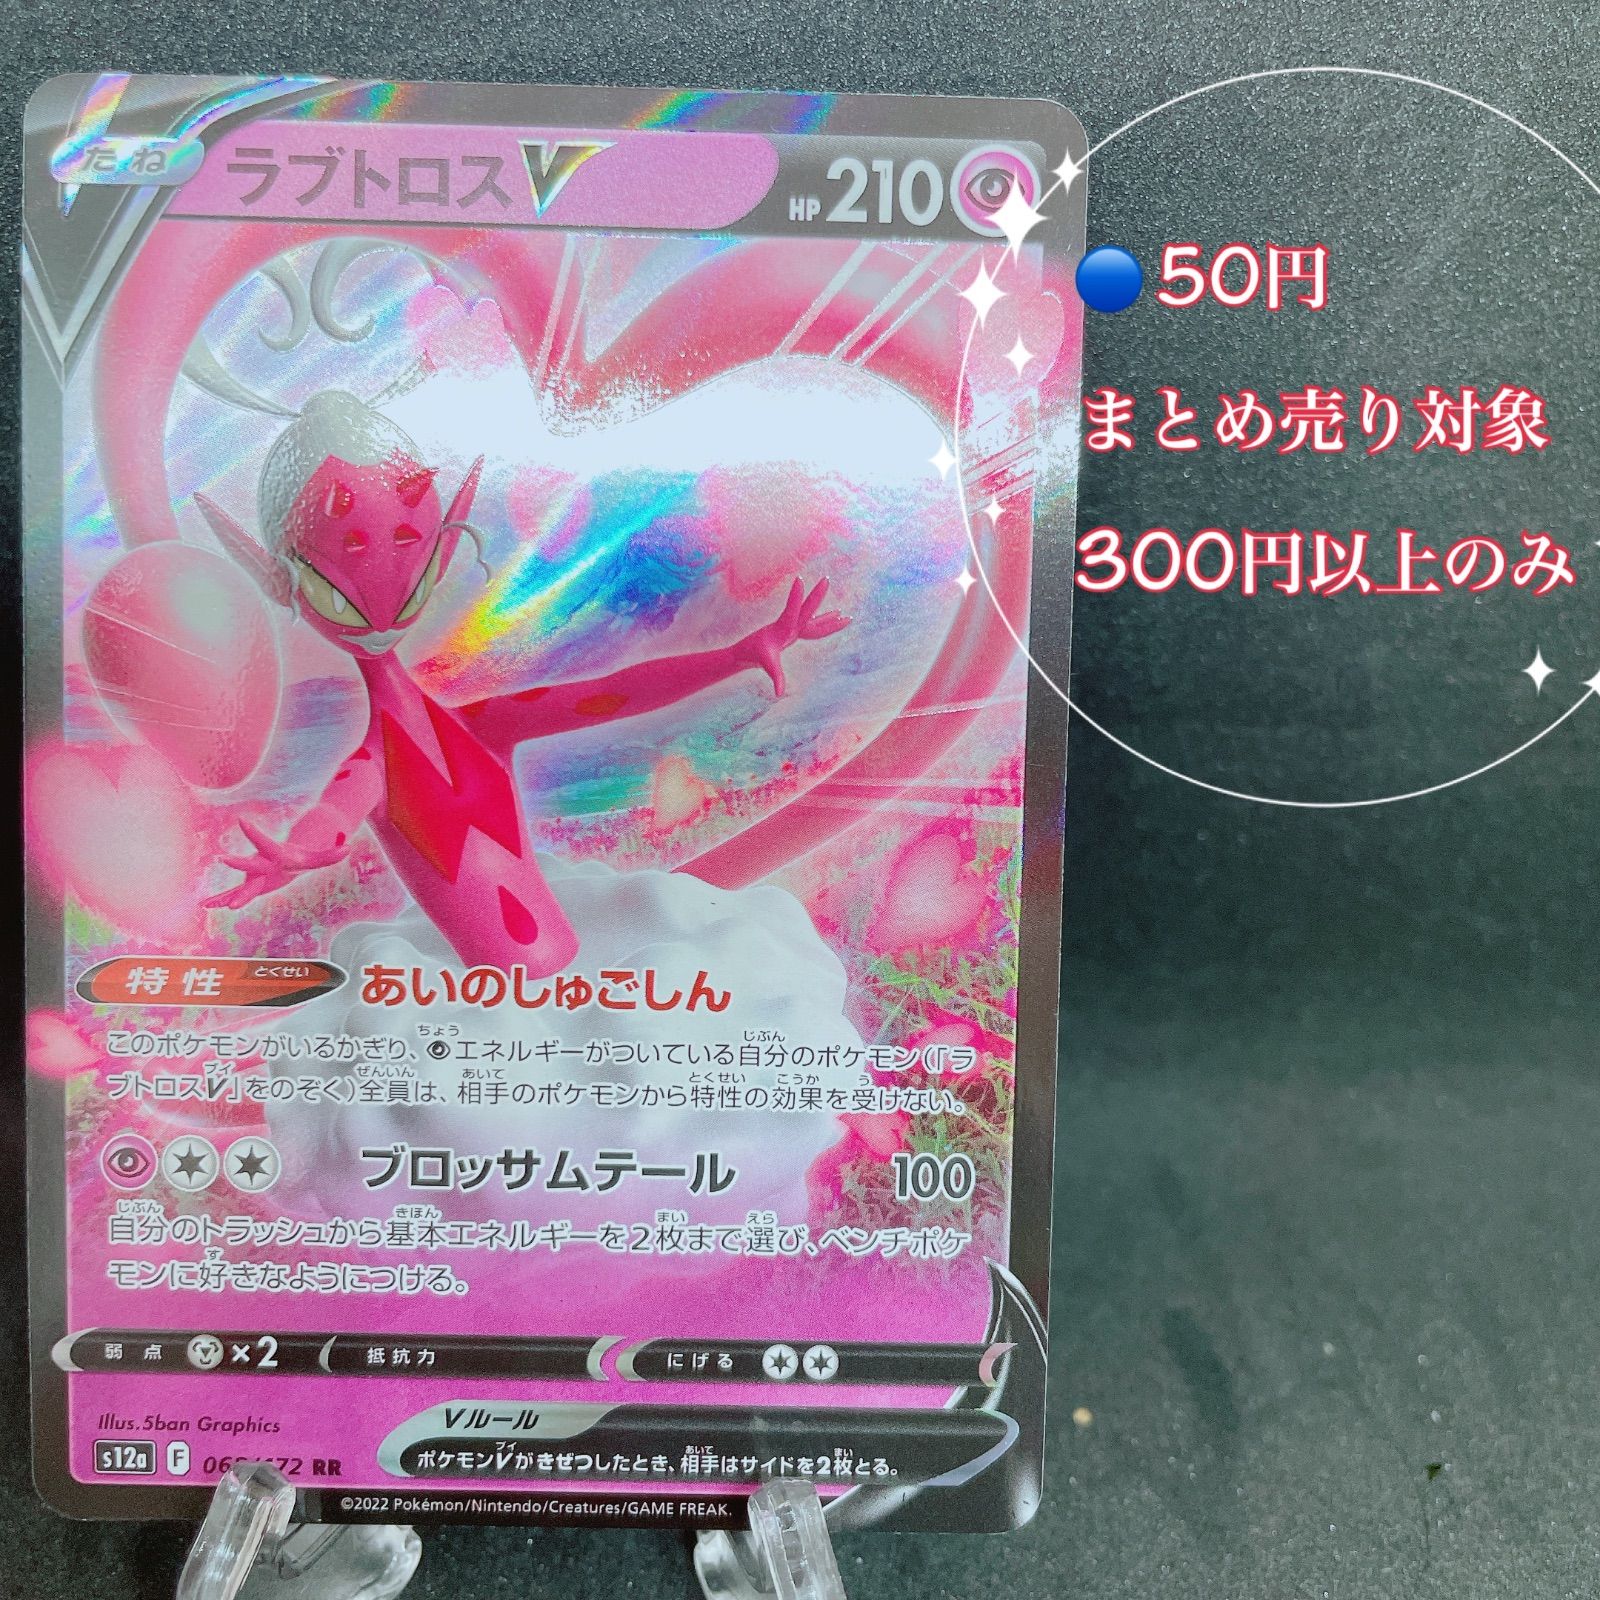 たね ラブトロスV HP210
50円
まとめ売り対象
300円以上のみ
特性 とくせい あいのしゅごしん
このポケモンがいるかぎり、超エネルギーがついている自分のポケモン(「ラ
ブトロスV」をのぞく)全員は、相手のポケモンから特性の効果を受けない。
ブロッサムテール 100
自分のトラッシュから基本エネルギーを2枚まで選び、ベンチポケ
モンに好きなようにつける。
弱点 ×2 抵抗力 にげる
Illus.5ban Graphics
Vルール
ポケモンVがきぜつしたとき、相手はサイドを2枚とる。
s12a F /172 RR
©2022 Pokémon/Nintendo/Creatures/GAME FREAK.